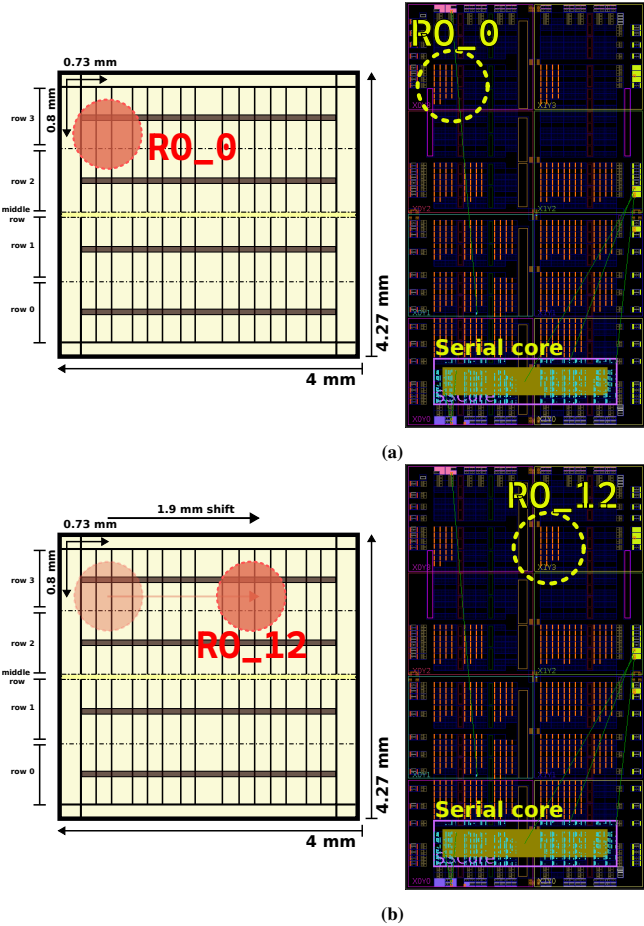 0.73 mm
0.8 mm
row 3
row 2
middle
row
row 1
row 0
RO_0
4.27 mm
4 mm
RO_0
X1Y3
X0Y2
X1Y2
X0Y1
Serial core
X0Y0
X1Y0
(a)
1.9 mm shift
0.73 mm
0.8 mm
row 3
row 2
middle
row
row 1
row 0
RO_12
4.27 mm
4 mm
RO_12
X0Y3
X1Y3
X0Y2
X1Y2
X0Y1
Serial core
X0Y0
X1Y0
(b)